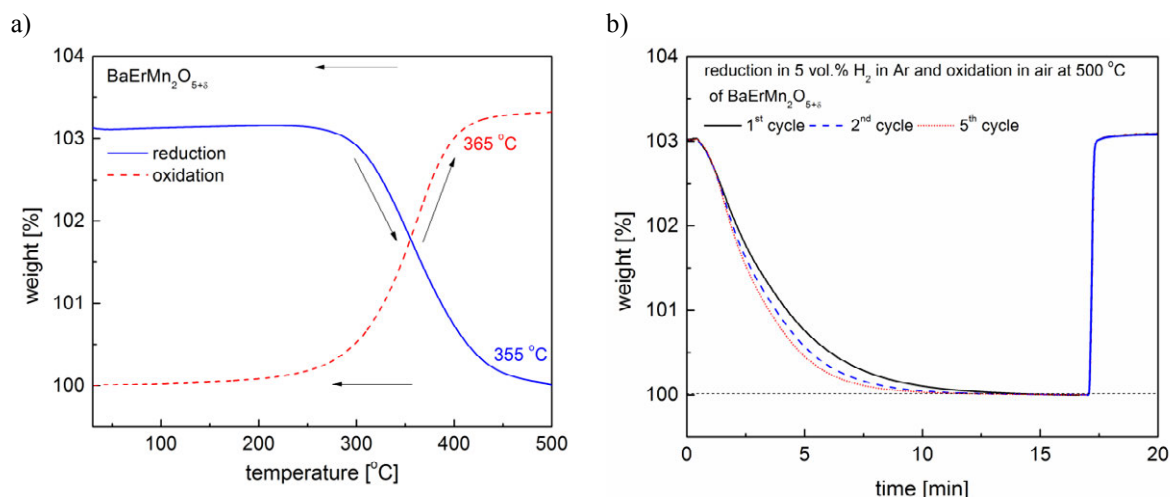 a)
104
103
102
101
100
weight [%]
BaErMn₂O₅₊δ
reduction
oxidation
365 °C
355 °C
100
200
300
400
500
temperature [°C]
b)
104
103
102
101
100
weight [%]
reduction in 5 vol.% H₂ in Ar and oxidation in air at 500 °C
of BaErMn₂O₅₊δ
1ˢᵗ cycle 2ⁿᵈ cycle 5ᵗʰ cycle
0
5
10
15
20
time [min]